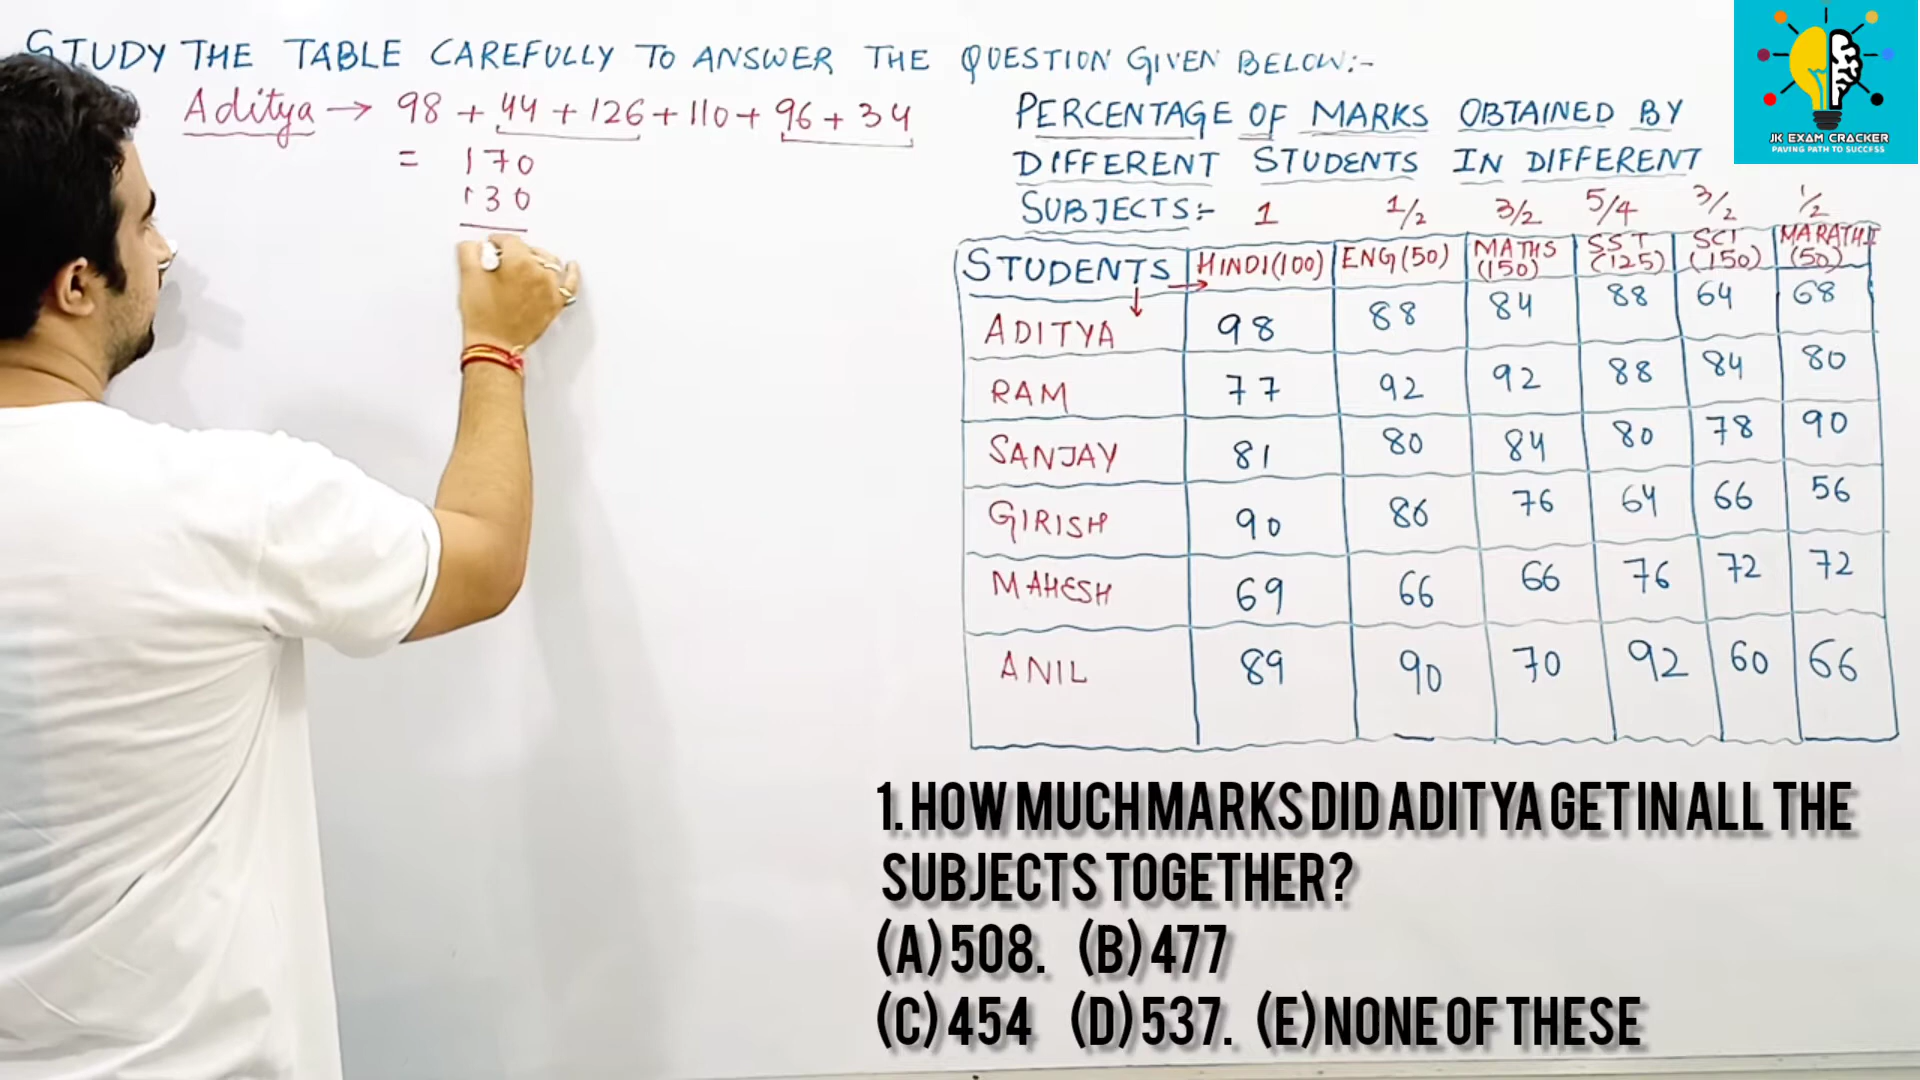 STUDY THE TABLE CAREFULLY TO ANSWER THE QUESTION GIVEN BELOW:-
Aditya → 98 + 44 + 126 + 110 + 96 + 34
= 170
130
PERCENTAGE OF MARKS OBTAINED BY
DIFFERENT STUDENTS IN DIFFERENT
SUBJECTS:- 1 1/2 3/2 5/4 3/2 1/2
STUDENTS HINDI(100) ENG(50) MATHS (150) SST (125) SCI (150) MARATHI (50)
ADITYA 98 88 84 88 64 68
RAM 77 92 92 88 84 80
SANJAY 81 80 84 80 78 90
GIRISH 90 86 76 64 66 56
MAHESH 69 66 66 76 72 72
ANIL 89 90 70 92 60 66
JK EXAM CRACKER
PAVING PATH TO SUCCESS
1. HOW MUCH MARKS DID ADITYA GET IN ALL THE
SUBJECTS TOGETHER?
(A) 508. (B) 477
(C) 454 (D) 537. (E) NONE OF THESE